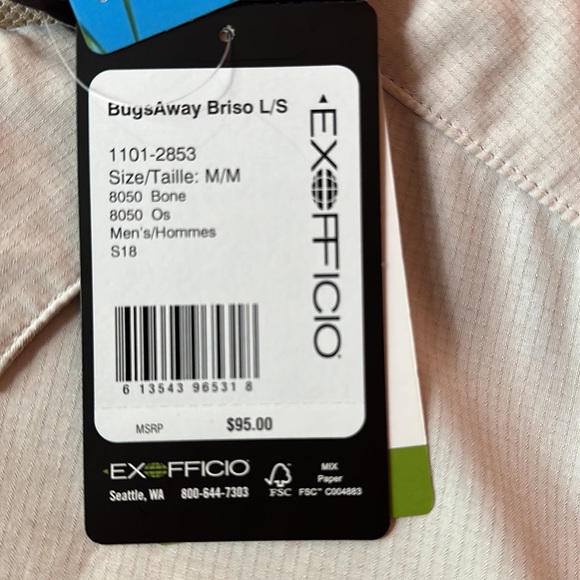 BugsAway Briso L/S
1101-2853
Size/Taille: M/M
8050 Bone
8050 Os
Men's/Hommes
S18
EXOFFICIO
6 13543 96531 8
MSRP $95.00
EXOFFICIO
Seattle, WA 800-644-7303
FSC
MIX
Paper
FSC™ C004883